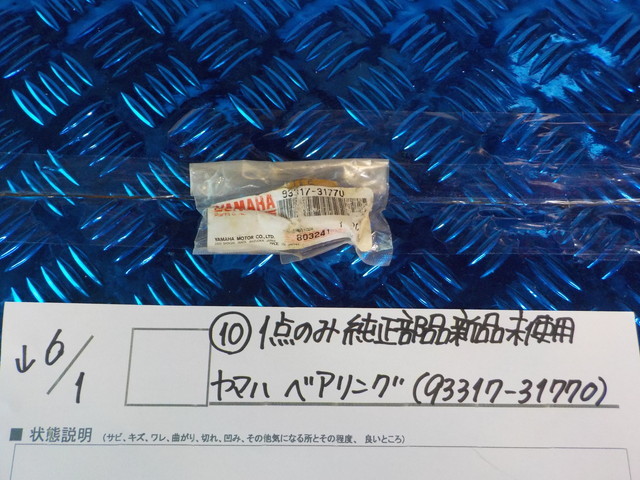 93317-31770
YAMAHA
YAMAHA MOTOR CO.,LTD.
80324
↓6/1
⑩ 1点のみ 純正部品新品未使用
ヤマハ ベアリング (93317-31770)
■ 状態説明 (サビ、キズ、ワレ、曲がり、切れ、凹み、その他気になる所とその程度、良いところ)